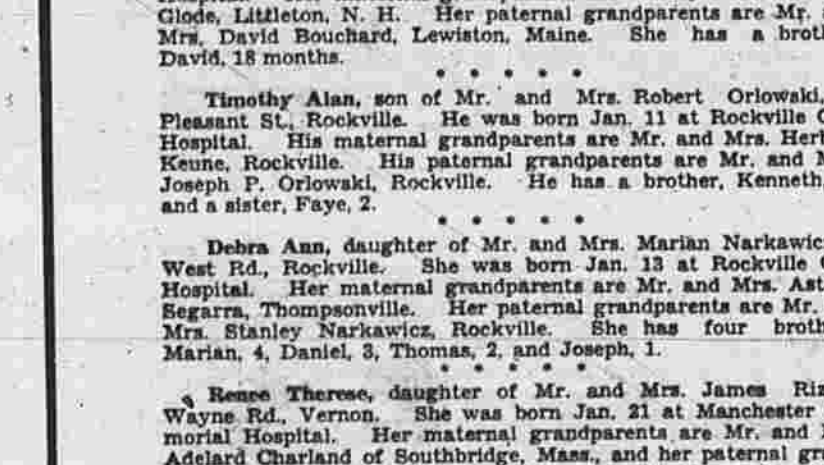 Glode, Littleton, N. H. Her paternal grandparents are Mr.
Mrs. David Bouchard, Lewiston, Maine. She has a
David, 18 months.
* * * * *
Timothy Alan, son of Mr. and Mrs. Robert Orlowski,
Pleasant St., Rockville. He was born Jan. 11 at Rockville
Hospital. His maternal grandparents are Mr. and Mrs.
Keune, Rockville. His paternal grandparents are Mr. and
Joseph P. Orlowski, Rockville. He has a brother, Kenneth,
and a sister, Faye, 2.
* * * * *
Debra Ann, daughter of Mr. and Mrs. Marian Narkawic
West Rd., Rockville. She was born Jan. 13 at Rockville
Hospital. Her maternal grandparents are Mr. and Mrs.
Segarra, Thompsonville. Her paternal grandparents are Mr.
Mrs. Stanley Narkawicz, Rockville. She has four
Marian, 4, Daniel, 3, Thomas, 2, and Joseph, 1.
* * * * *
Renee Therese, daughter of Mr. and Mrs. James
Wayne Rd., Vernon. She was born Jan. 21 at Manchester
morial Hospital. Her maternal grandparents are Mr. and
Adelard Charland of Southbridge, Mass., and her paternal